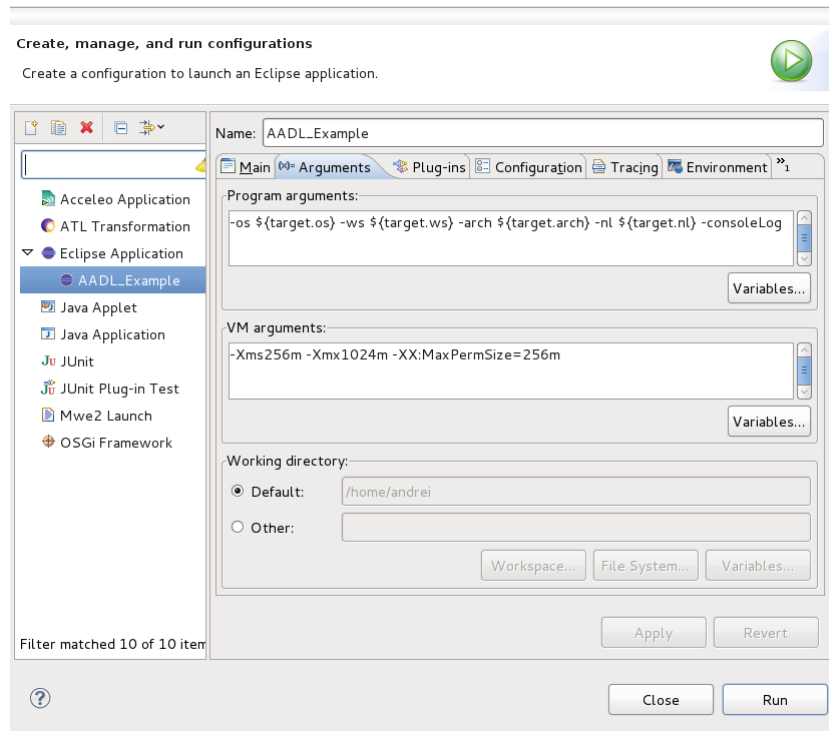 Create, manage, and run configurations
Create a configuration to launch an Eclipse application.
Name: AADL_Example
Main (x)= Arguments Plug-ins Configuration Tracing Environment »1
Acceleo Application
ATL Transformation
Eclipse Application
AADL_Example
Java Applet
Java Application
Ju JUnit
Jü JUnit Plug-in Test
Mwe2 Launch
OSGi Framework
Filter matched 10 of 10 item
Program arguments:
-os ${target.os} -ws ${target.ws} -arch ${target.arch} -nl ${target.nl} -consoleLog
Variables...
VM arguments:
-Xms256m -Xmx1024m -XX:MaxPermSize=256m
Variables...
Working directory:
Default: /home/andrei
Other:
Workspace... File System... Variables...
Apply Revert
? Close Run